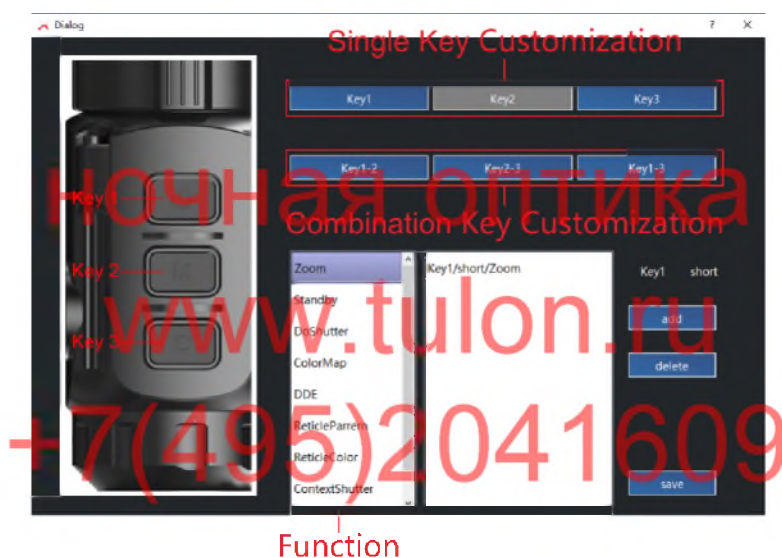 Dialog
? ×
Single Key Customization
Key1 Key2 Key3
Key1-2 Key2-3 Key1-3
ночная оптика
Key 1
Combination Key Customization
Zoom
Standby
DoShutter
ColorMap
DDE
ReticleParrern
ReticleColor
ContextShutter
Key1/short/Zoom
Key1 short
add
delete
save
Key 2
M
Key 3
www.tulon.ru
+7(495)2041609
Function